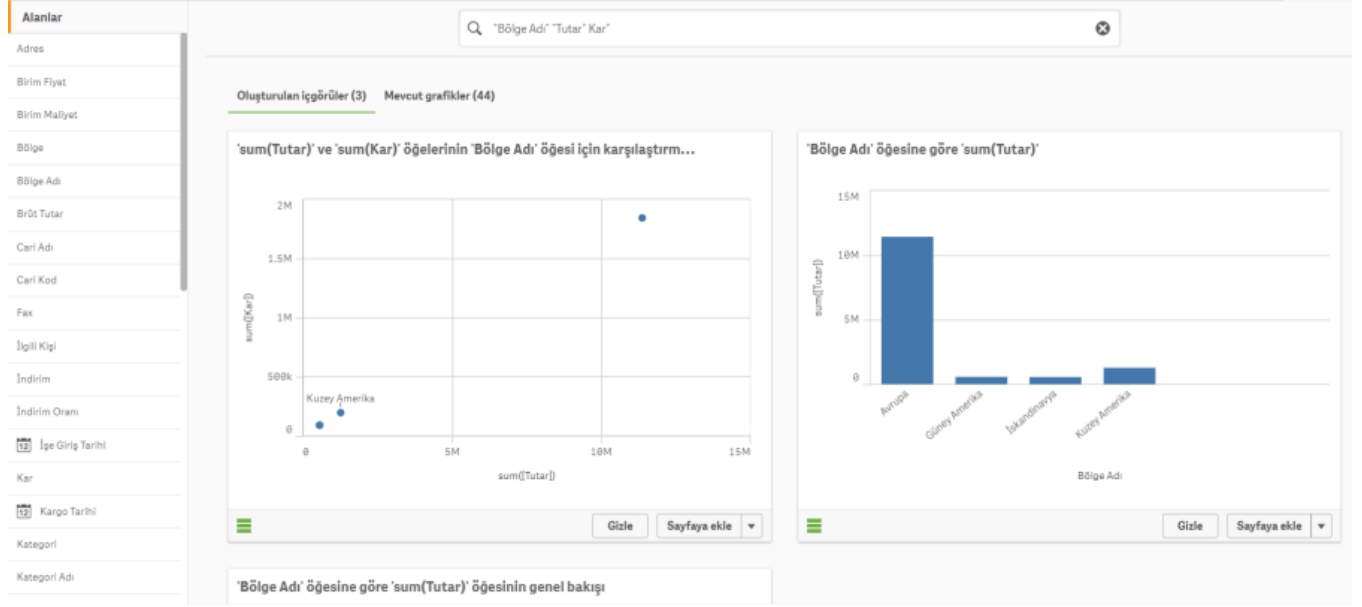 Alanlar
Adres
Birim Fiyat
Birim Maliyet
Bölge
Bölge Adı
Brüt Tutar
Cari Adı
Cari Kod
Fax
İlgili Kişi
İndirim
İndirim Oranı
12 İşe Giriş Tarihi
Kar
12 Kargo Tarihi
Kategori
Kategori Adı
"Bölge Adı" "Tutar" Kar"
Oluşturulan içgörüler (3) Mevcut grafikler (44)
'sum(Tutar)' ve 'sum(Kar)' öğelerinin 'Bölge Adı' öğesi için karşılaştırm...
sum([Kar])
2M
1.5M
1M
500k
0
Kuzey Amerika
0 5M 10M 15M
sum([Tutar])
Gizle Sayfaya ekle
'Bölge Adı' öğesine göre 'sum(Tutar)'
sum([Tutar])
15M
10M
5M
0
Avrupa Güney Amerika İskandinavya Kuzey Amerika
Bölge Adı
Gizle Sayfaya ekle
'Bölge Adı' öğesine göre 'sum(Tutar)' öğesinin genel bakışı